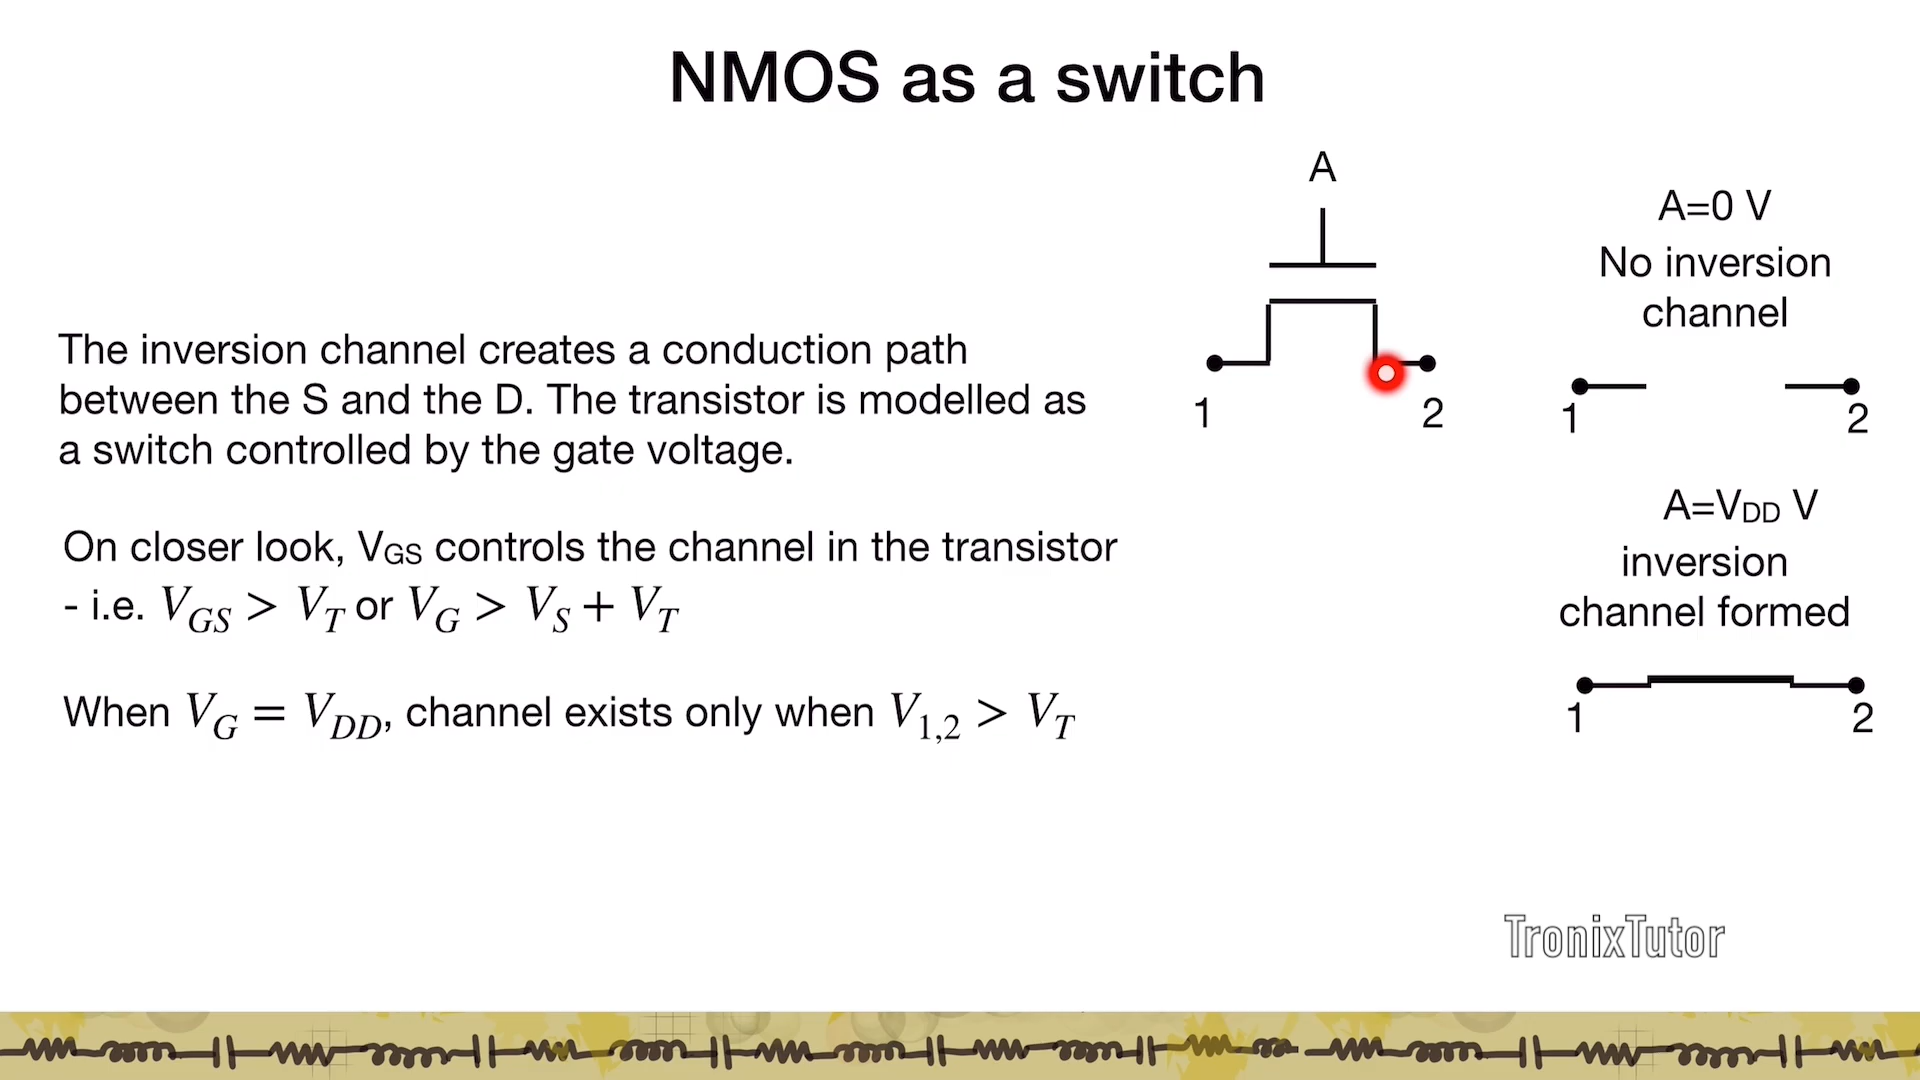 NMOS as a switch
The inversion channel creates a conduction path
between the S and the D. The transistor is modelled as
a switch controlled by the gate voltage.
On closer look, VGS controls the channel in the transistor
- i.e. VGS > VT or VG > VS + VT
When VG = VDD, channel exists only when V1,2 > VT
A
1
2
A=0 V
No inversion
channel
1
2
A=VDD V
inversion
channel formed
1
2
TronixTutor